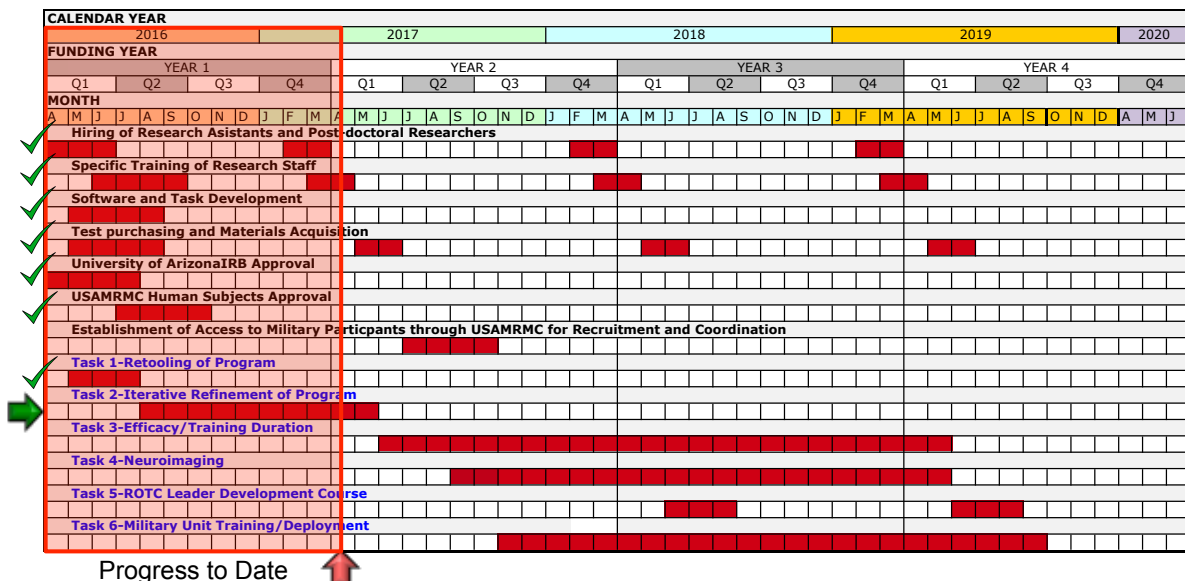 CALENDAR YEAR
2016 2017 2018 2019 2020
FUNDING YEAR
YEAR 1 YEAR 2 YEAR 3 YEAR 4
Q1 Q2 Q3 Q4 Q1 Q2 Q3 Q4 Q1 Q2 Q3 Q4 Q1 Q2 Q3 Q4
MONTH
A M J J A S O N D J F M A M J J A S O N D J F M A M J J A S O N D J F M A M J J A S O N D A M J
Hiring of Research Asistants and Post-doctoral Researchers
Specific Training of Research Staff
Software and Task Development
Test purchasing and Materials Acquisition
University of ArizonaIRB Approval
USAMRMC Human Subjects Approval
Establishment of Access to Military Particpants through USAMRMC for Recruitment and Coordination
Task 1-Retooling of Program
Task 2-Iterative Refinement of Program
Task 3-Efficacy/Training Duration
Task 4-Neuroimaging
Task 5-ROTC Leader Development Course
Task 6-Military Unit Training/Deployment
Progress to Date